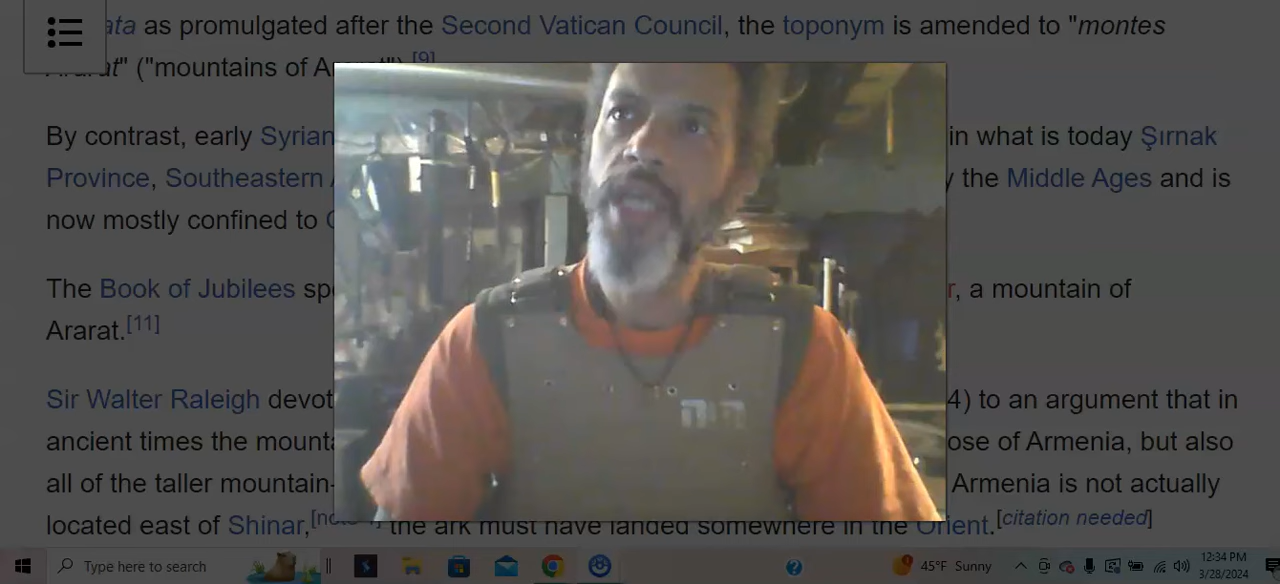 ata as promulgated after the Second Vatican Council, the toponym is amended to "montes
Ararat" ("mountains of Ararat").[9]
By contrast, early Syrian in what is today Şırnak
Province, Southeastern y the Middle Ages and is
now mostly confined to
The Book of Jubilees spe r, a mountain of
Ararat.[11]
Sir Walter Raleigh devot 4) to an argument that in
ancient times the mounta ose of Armenia, but also
all of the taller mountain- Armenia is not actually
located east of Shinar, the ark must have landed somewhere in the Orient.[citation needed]
Type here to search
45°F Sunny
12:34 PM
3/28/2024